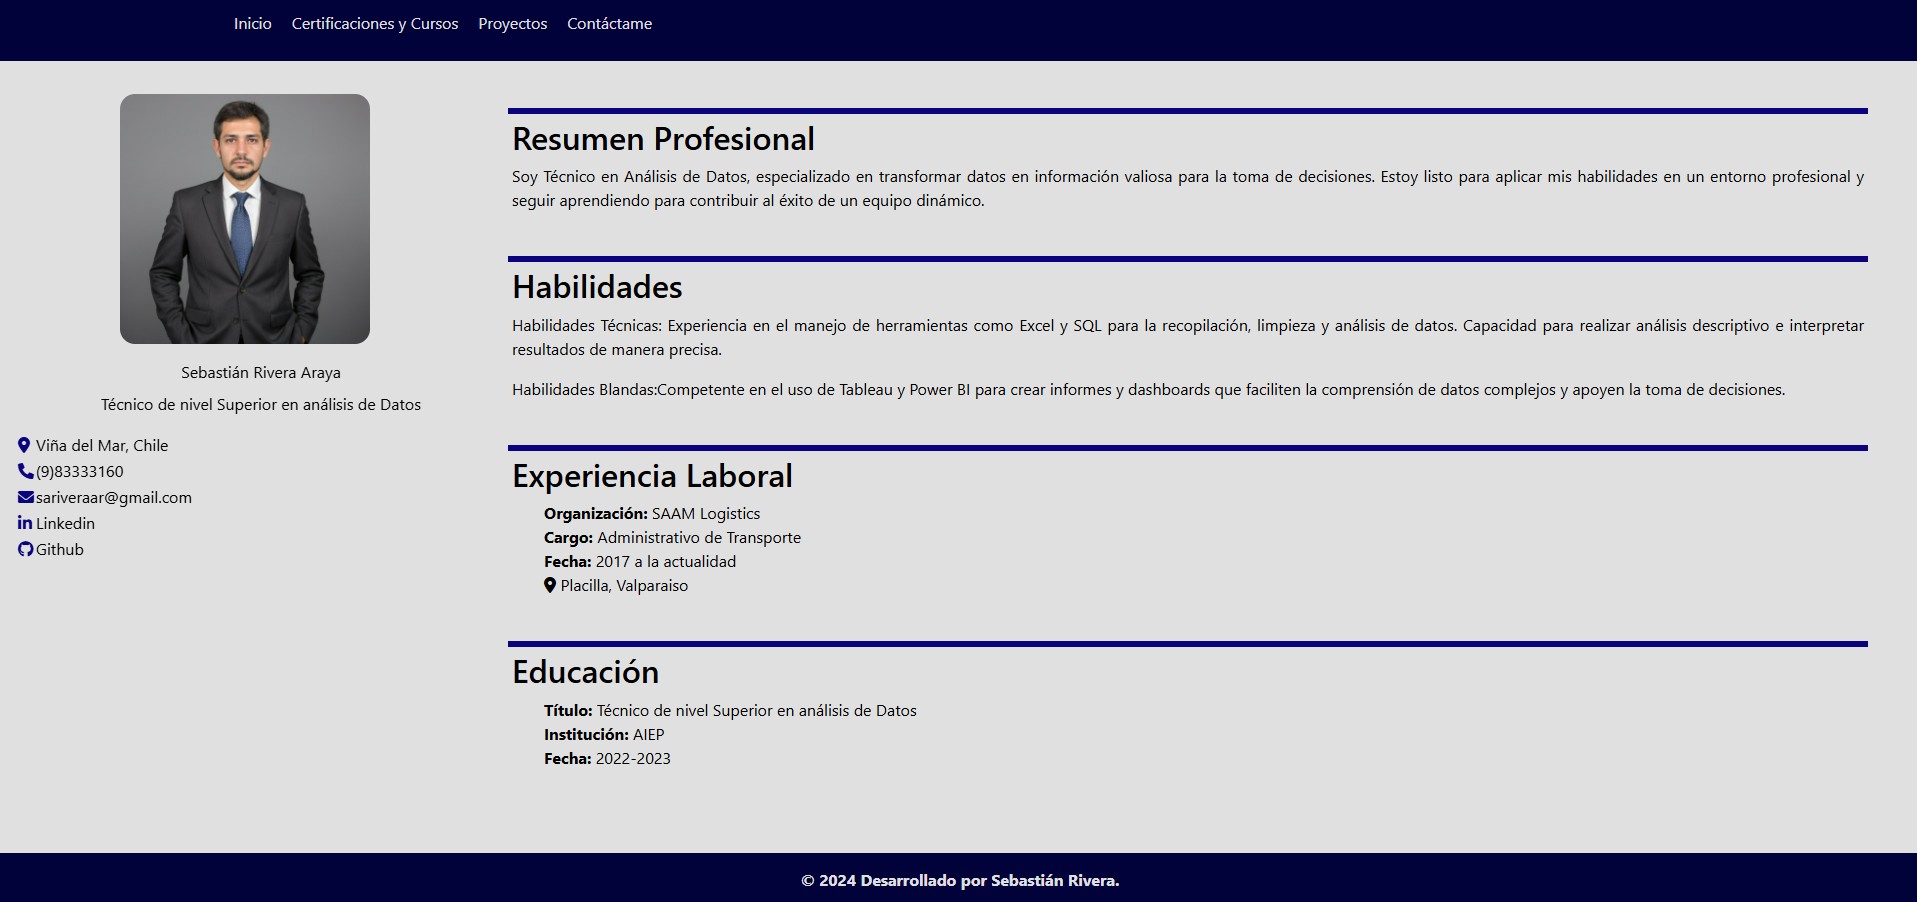 Inicio Certificaciones y Cursos Proyectos Contáctame
Sebastián Rivera Araya
Técnico de nivel Superior en análisis de Datos
Viña del Mar, Chile
(9)83333160
sariveraar@gmail.com
Linkedin
Github
Resumen Profesional
Soy Técnico en Análisis de Datos, especializado en transformar datos en información valiosa para la toma de decisiones. Estoy listo para aplicar mis habilidades en un entorno profesional y
seguir aprendiendo para contribuir al éxito de un equipo dinámico.
Habilidades
Habilidades Técnicas: Experiencia en el manejo de herramientas como Excel y SQL para la recopilación, limpieza y análisis de datos. Capacidad para realizar análisis descriptivo e interpretar
resultados de manera precisa.
Habilidades Blandas:Competente en el uso de Tableau y Power BI para crear informes y dashboards que faciliten la comprensión de datos complejos y apoyen la toma de decisiones.
Experiencia Laboral
Organización: SAAM Logistics
Cargo: Administrativo de Transporte
Fecha: 2017 a la actualidad
Placilla, Valparaiso
Educación
Título: Técnico de nivel Superior en análisis de Datos
Institución: AIEP
Fecha: 2022-2023
© 2024 Desarrollado por Sebastián Rivera.